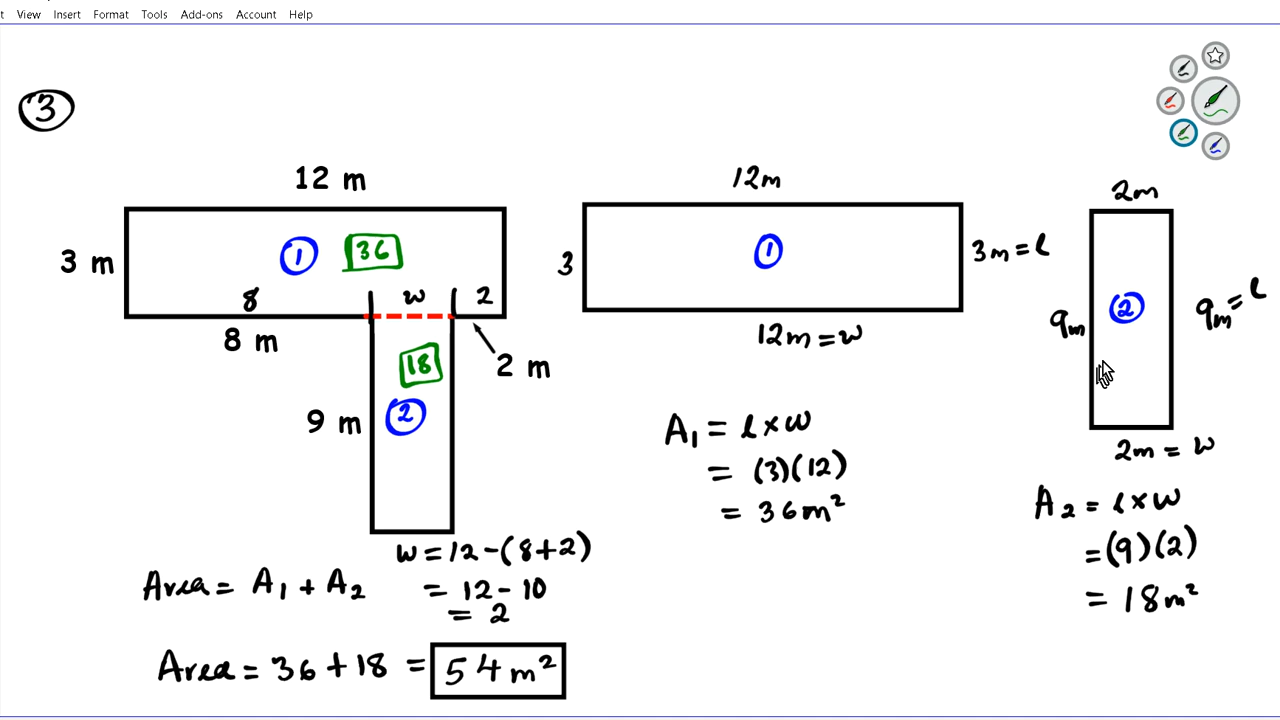 View Insert Format Tools Add-ons Account Help
3
12 m
3 m
1
36
8
w
2
8 m
2 m
18
9 m
2
w = 12 - (8 + 2)
= 12 - 10
= 2
Area = A₁ + A₂
Area = 36 + 18 = 54 m²
12m
3
1
3m = l
12m = w
A₁ = l x w
= (3)(12)
= 36m²
2m
9m
2
9m = l
2m = w
A₂ = l x w
= (9)(2)
= 18m²